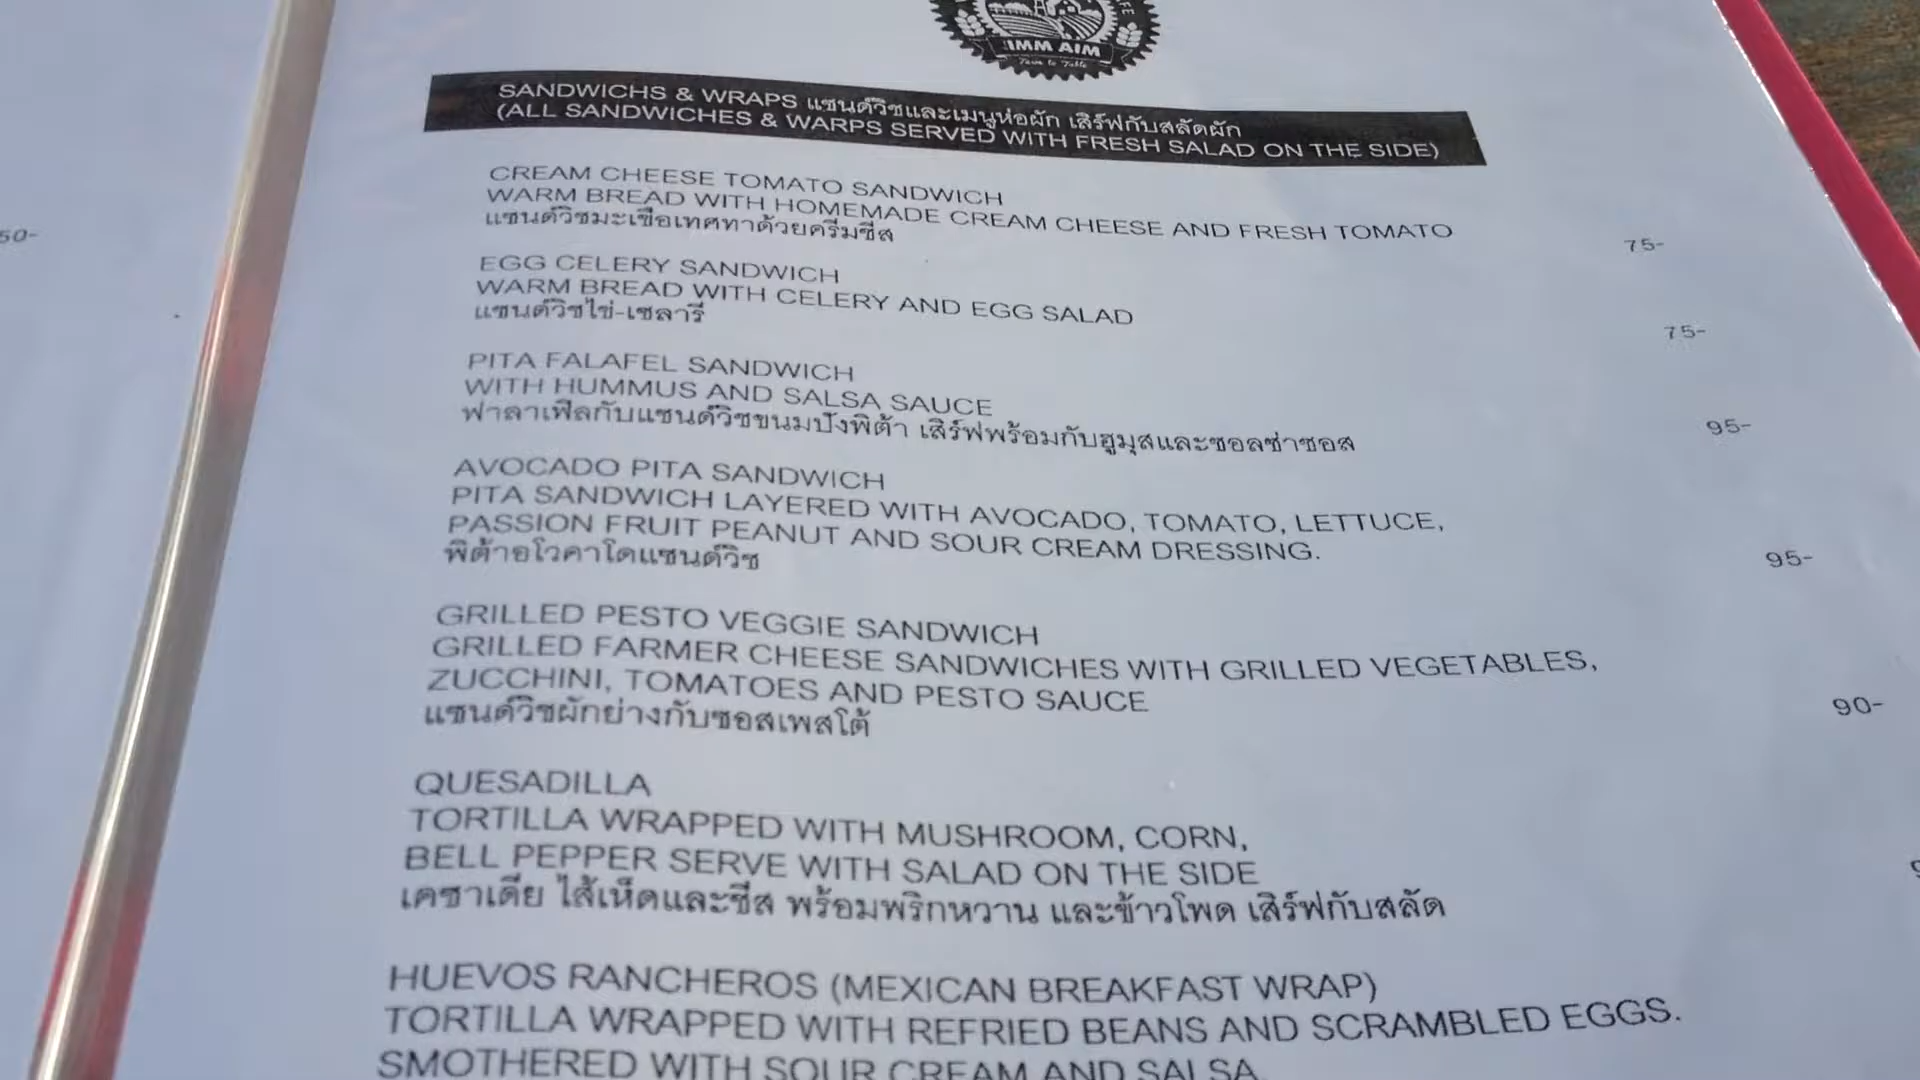 IMM AIM
Farm to Table
SANDWICHS & WRAPS แซนด์วิชและเมนูห่อผัก เสิร์ฟกับสลัดผัก
(ALL SANDWICHES & WARPS SERVED WITH FRESH SALAD ON THE SIDE)
CREAM CHEESE TOMATO SANDWICH
WARM BREAD WITH HOMEMADE CREAM CHEESE AND FRESH TOMATO
แซนด์วิชมะเขือเทศทาด้วยครีมชีส
75-
EGG CELERY SANDWICH
WARM BREAD WITH CELERY AND EGG SALAD
แซนด์วิชไข่-เซลารี่
75-
PITA FALAFEL SANDWICH
WITH HUMMUS AND SALSA SAUCE
ฟาลาเฟิลกับแซนด์วิชขนมปังพิต้า เสิร์ฟพร้อมกับฮูมุสและซอลซ่าซอส
95-
AVOCADO PITA SANDWICH
PITA SANDWICH LAYERED WITH AVOCADO, TOMATO, LETTUCE,
PASSION FRUIT PEANUT AND SOUR CREAM DRESSING.
พิต้าอโวคาโดแซนด์วิช
95-
GRILLED PESTO VEGGIE SANDWICH
GRILLED FARMER CHEESE SANDWICHES WITH GRILLED VEGETABLES,
ZUCCHINI, TOMATOES AND PESTO SAUCE
แซนด์วิชผักย่างกับซอสเพสโต้
90-
QUESADILLA
TORTILLA WRAPPED WITH MUSHROOM, CORN,
BELL PEPPER SERVE WITH SALAD ON THE SIDE
เคซาเดีย ไส้เห็ดและชีส พร้อมพริกหวาน และข้าวโพด เสิร์ฟกับสลัด
HUEVOS RANCHEROS (MEXICAN BREAKFAST WRAP)
TORTILLA WRAPPED WITH REFRIED BEANS AND SCRAMBLED EGGS.
SMOTHERED WITH SOUR CREAM AND SALSA